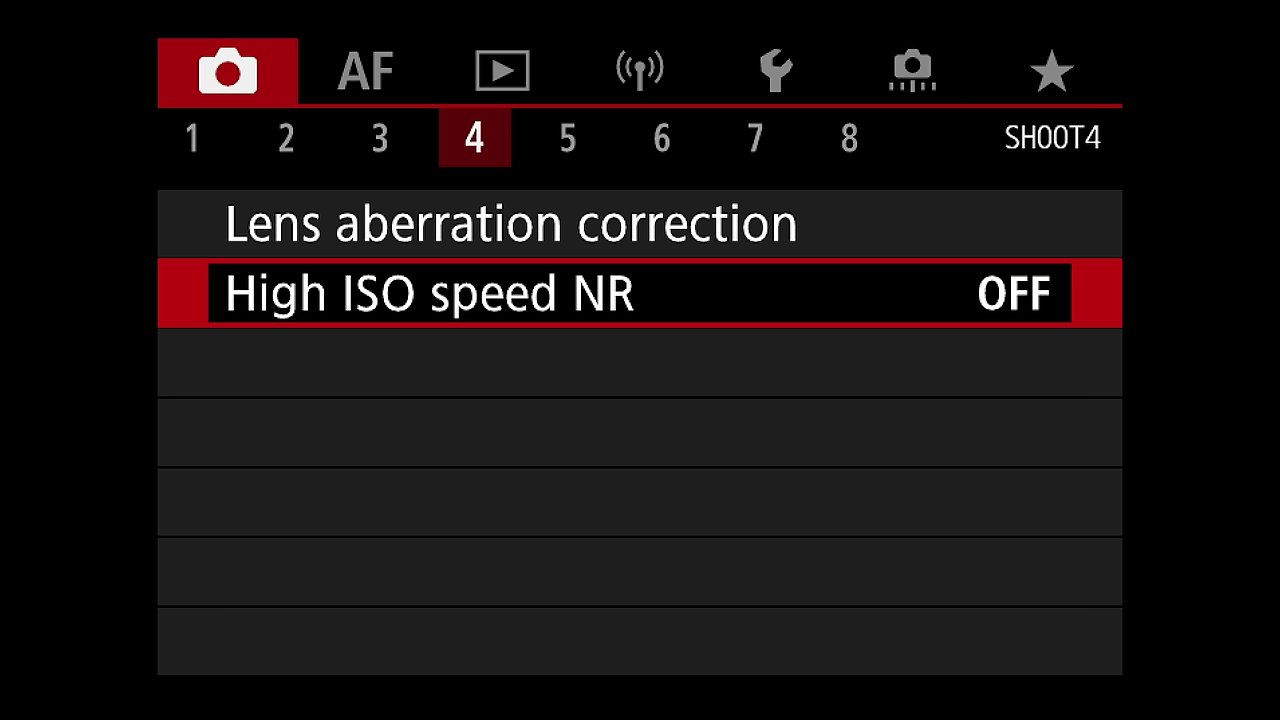 AF
1 2 3 4 5 6 7 8 SHOOT4
Lens aberration correction
High ISO speed NR OFF